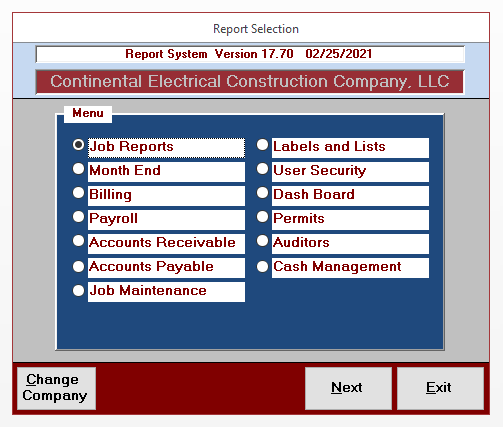 Report Selection
Report System  Version 17.70   02/25/2021
Continental Electrical Construction Company, LLC
Menu
Job Reports
Month End
Billing
Payroll
Accounts Receivable
Accounts Payable
Job Maintenance
Labels and Lists
User Security
Dash Board
Permits
Auditors
Cash Management
Change
Company
Next
Exit